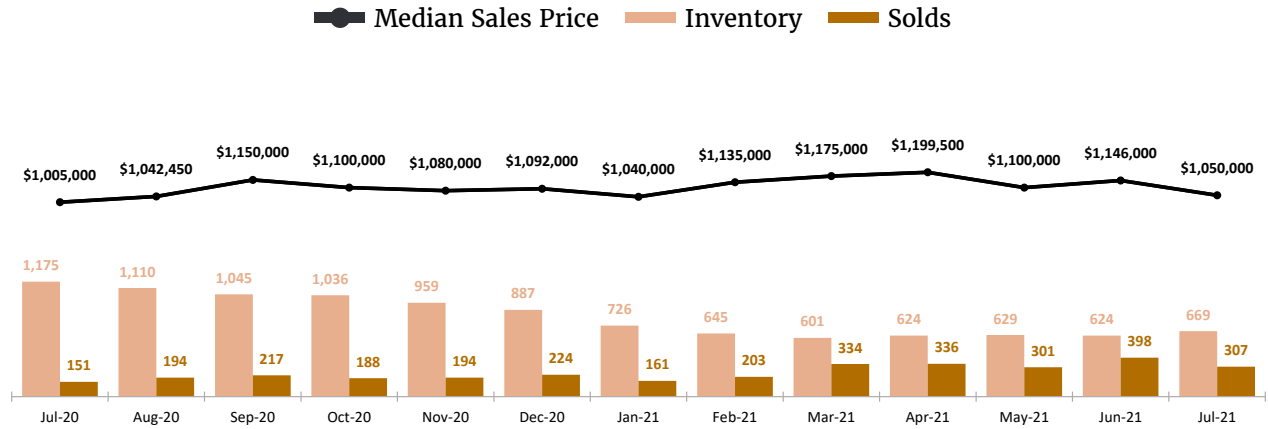 Median Sales Price Inventory Solds
$1,005,000 $1,042,450 $1,150,000 $1,100,000 $1,080,000 $1,092,000 $1,040,000 $1,135,000 $1,175,000 $1,199,500 $1,100,000 $1,146,000 $1,050,000
1,175 1,110 1,045 1,036 959 887 726 645 601 624 629 624 669
151 194 217 188 194 224 161 203 334 336 301 398 307
Jul-20 Aug-20 Sep-20 Oct-20 Nov-20 Dec-20 Jan-21 Feb-21 Mar-21 Apr-21 May-21 Jun-21 Jul-21